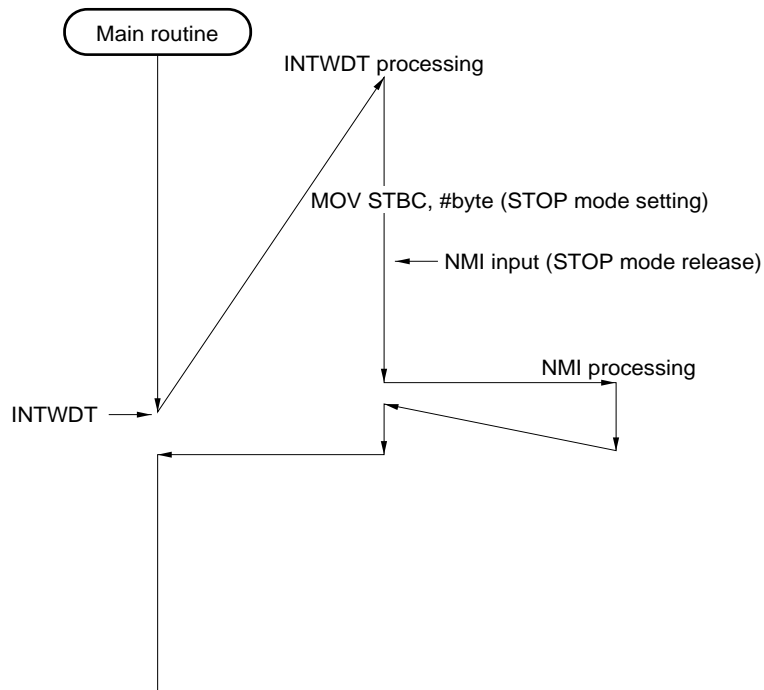 Main routine
INTWDT processing
MOV STBC, #byte (STOP mode setting)
NMI input (STOP mode release)
NMI processing
INTWDT